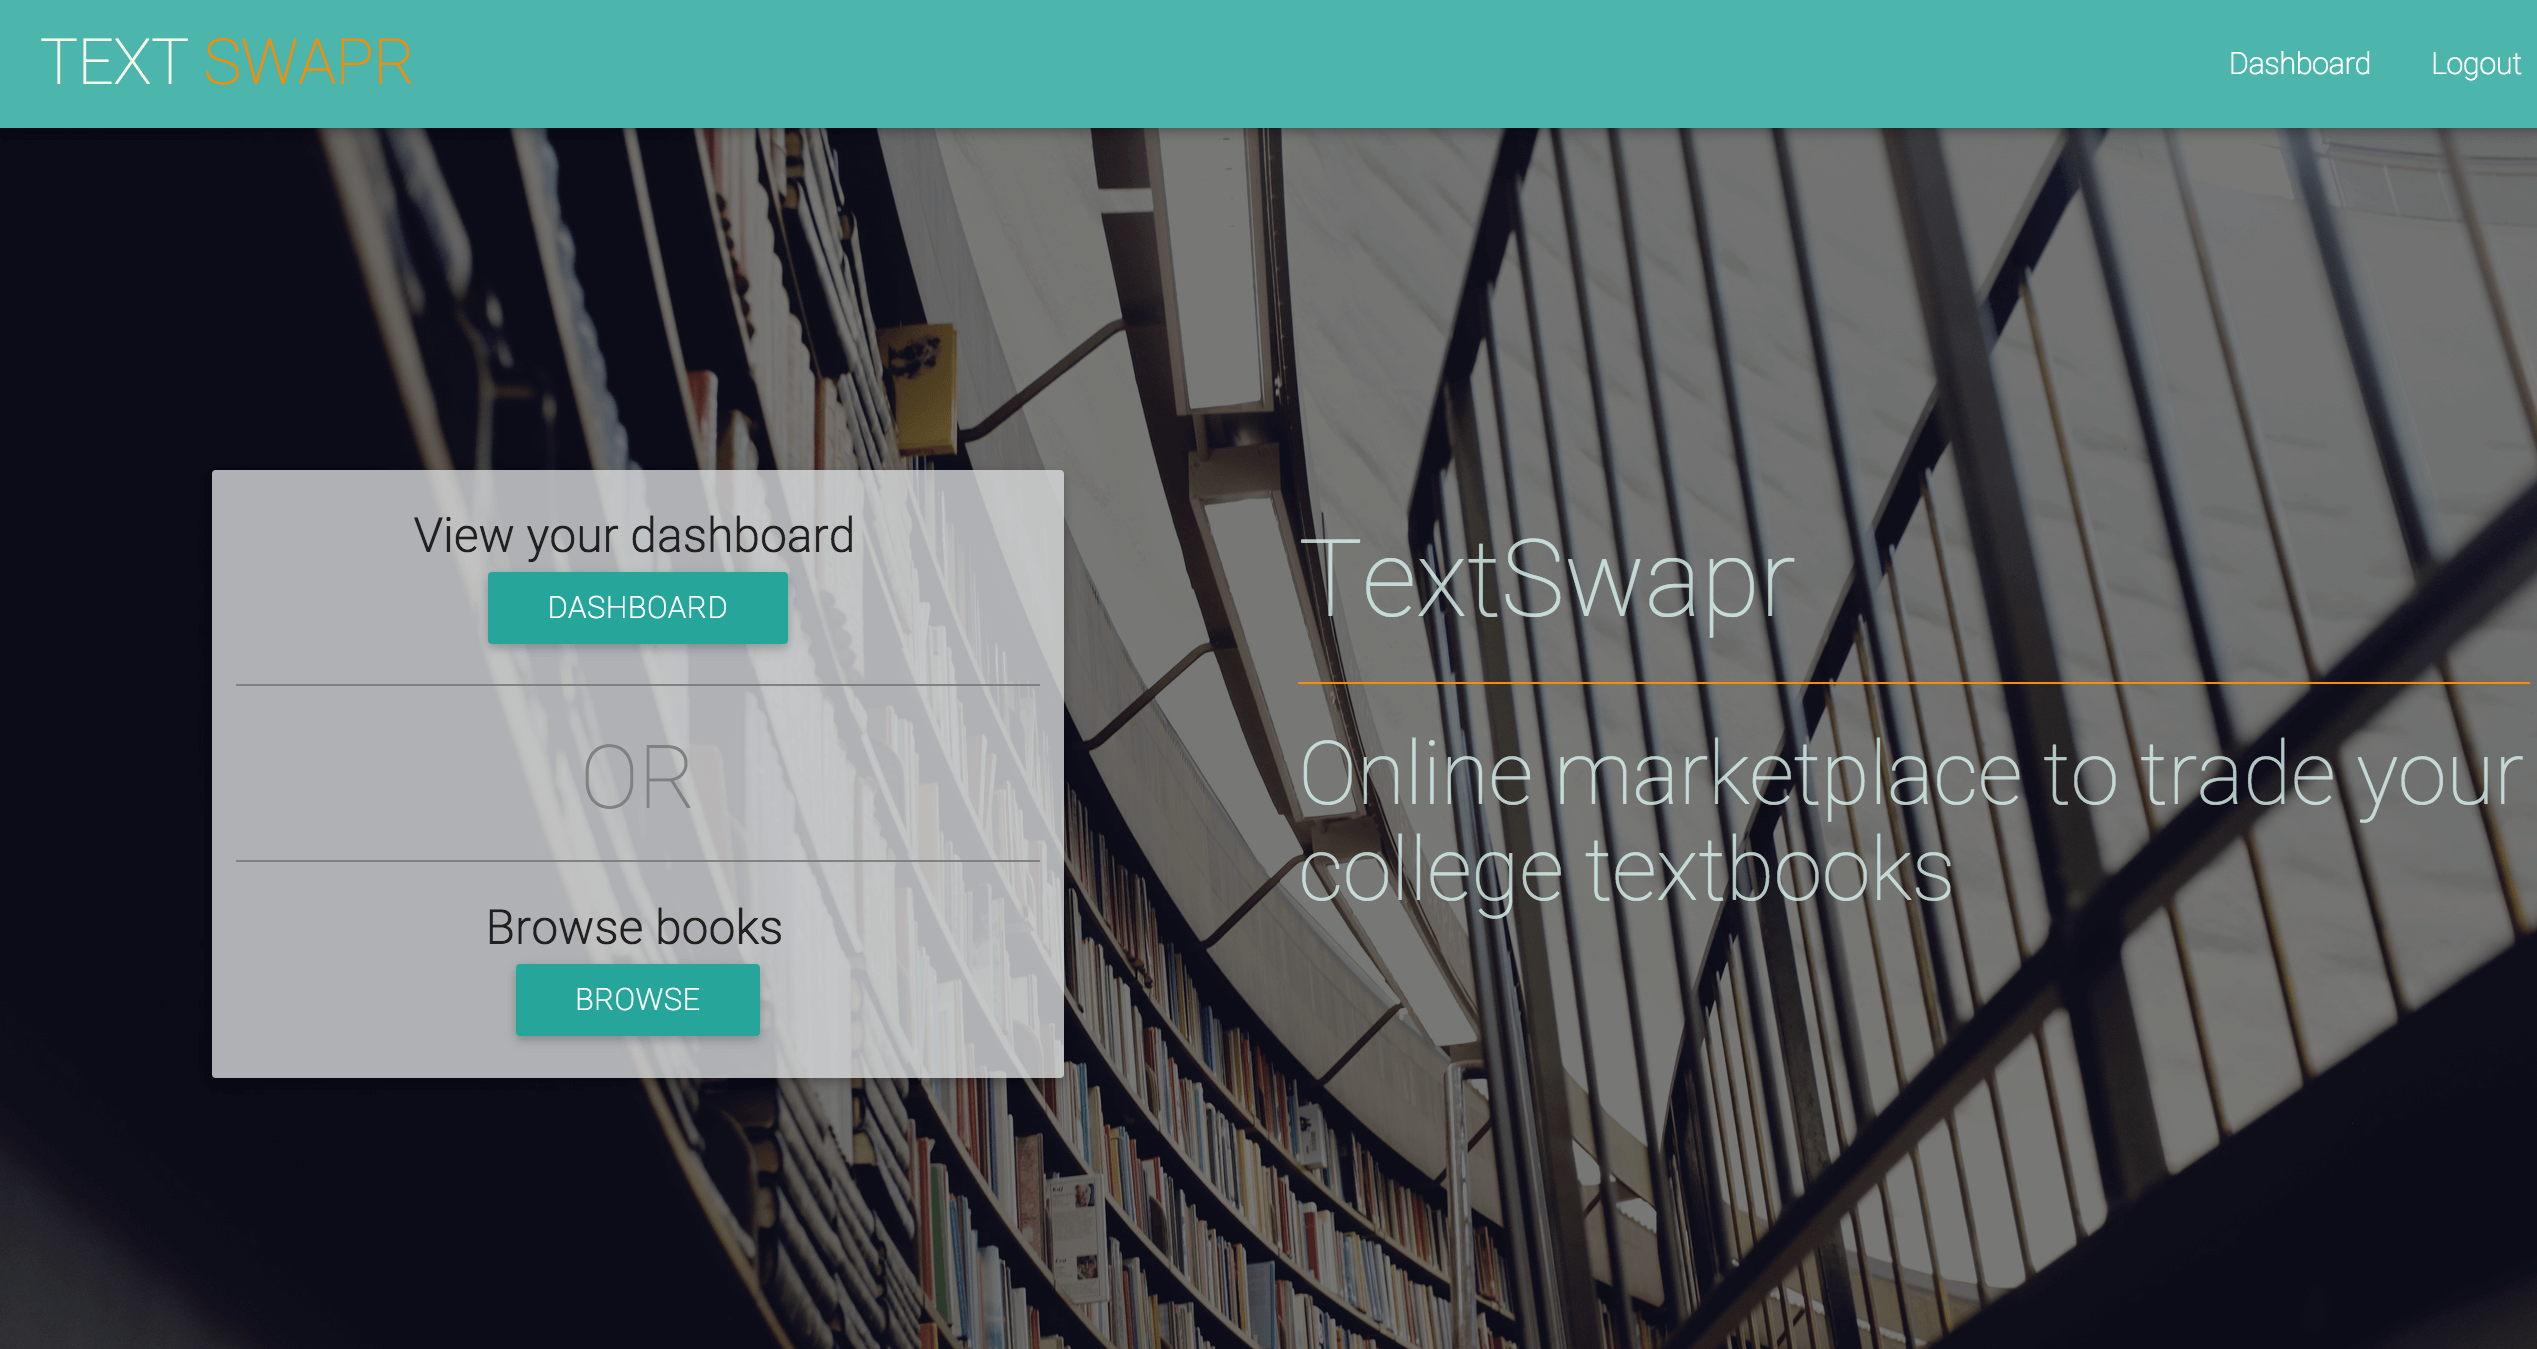 TEXT SWAPR
Dashboard
Logout
View your dashboard
DASHBOARD
OR
Browse books
BROWSE
TextSwapr
Online marketplace to trade your
college textbooks